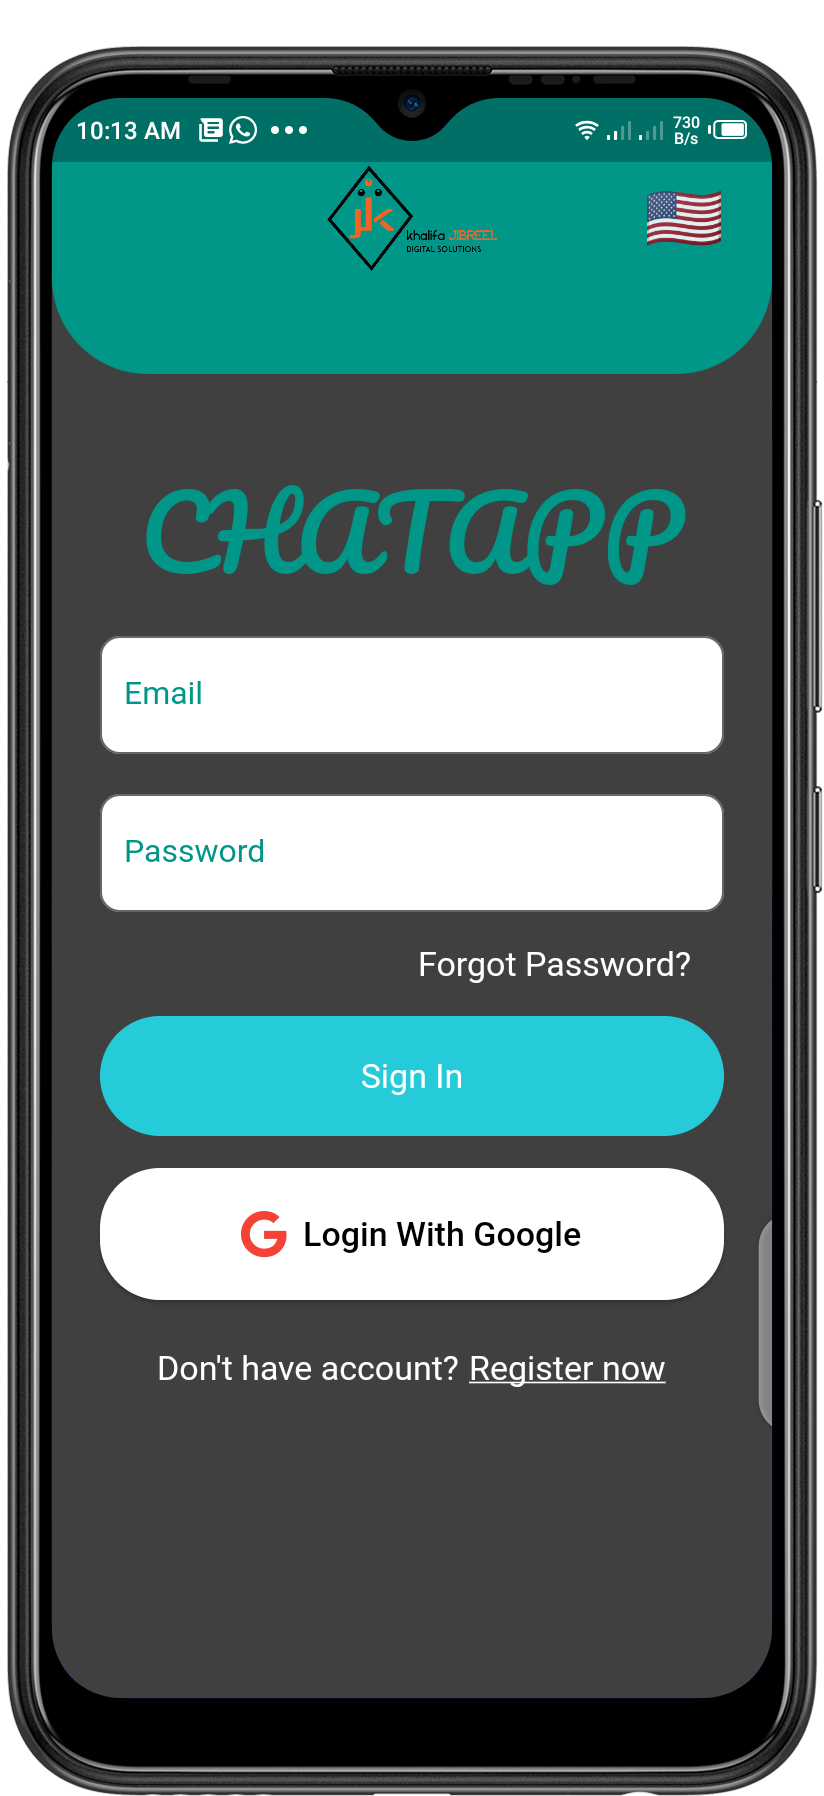 10:13 AM
730
B/s
jk
khalifa JIBREEL
DIGITAL SOLUTIONS
CHATAPP
Email
Password
Forgot Password?
Sign In
G Login With Google
Don't have account? Register now